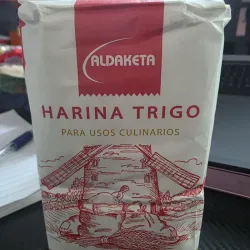 ALDAKETA
HARINA TRIGO
PARA USOS CULINARIOS